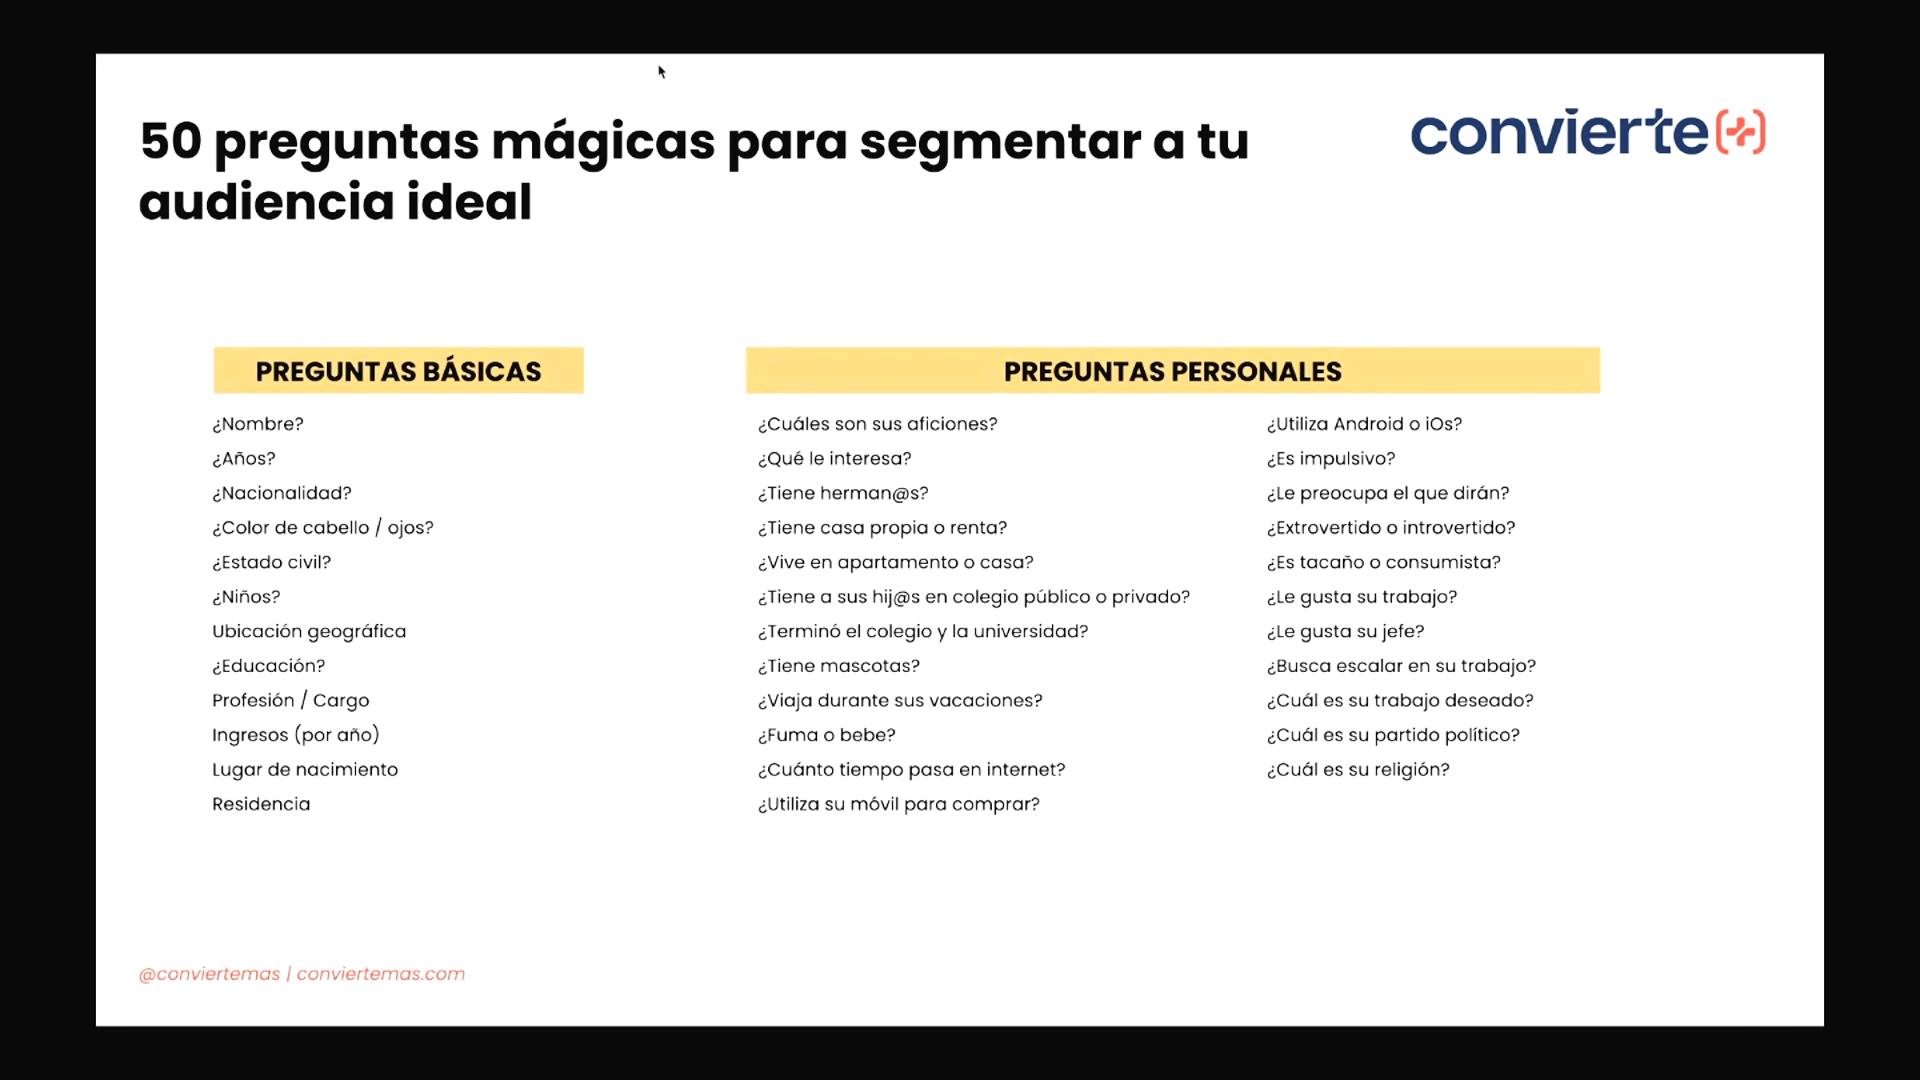 50 preguntas mágicas para segmentar a tu
audiencia ideal
convierte(+)
PREGUNTAS BÁSICAS
¿Nombre?
¿Años?
¿Nacionalidad?
¿Color de cabello / ojos?
¿Estado civil?
¿Niños?
Ubicación geográfica
¿Educación?
Profesión / Cargo
Ingresos (por año)
Lugar de nacimiento
Residencia
PREGUNTAS PERSONALES
¿Cuáles son sus aficiones?
¿Qué le interesa?
¿Tiene herman@s?
¿Tiene casa propia o renta?
¿Vive en apartamento o casa?
¿Tiene a sus hij@s en colegio público o privado?
¿Terminó el colegio y la universidad?
¿Tiene mascotas?
¿Viaja durante sus vacaciones?
¿Fuma o bebe?
¿Cuánto tiempo pasa en internet?
¿Utiliza su móvil para comprar?
¿Utiliza Android o iOs?
¿Es impulsivo?
¿Le preocupa el que dirán?
¿Extrovertido o introvertido?
¿Es tacaño o consumista?
¿Le gusta su trabajo?
¿Le gusta su jefe?
¿Busca escalar en su trabajo?
¿Cuál es su trabajo deseado?
¿Cuál es su partido político?
¿Cuál es su religión?
@conviertemas | conviertemas.com